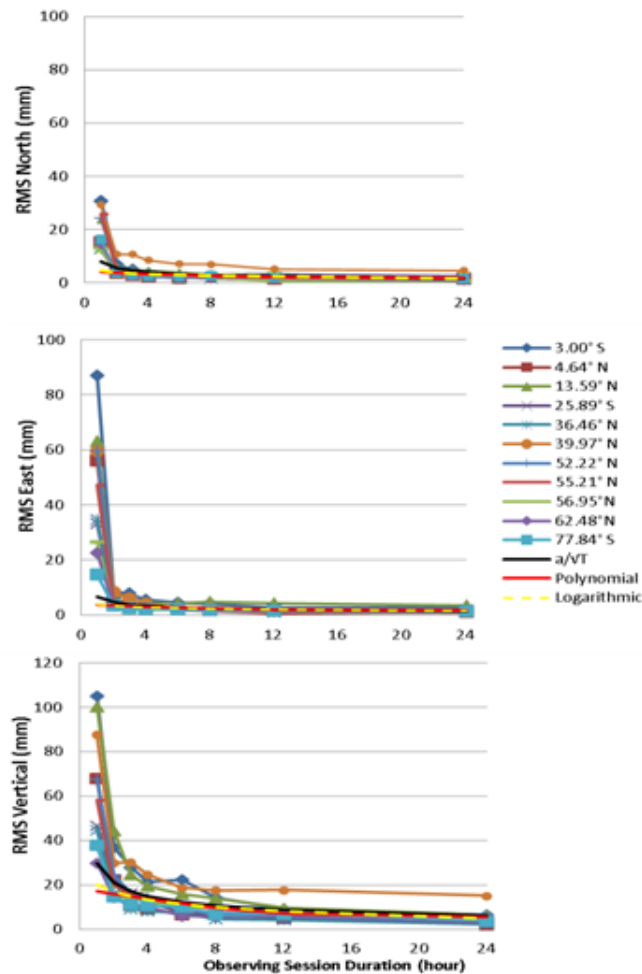 100
80
60
40
20
0
RMS North (mm)
0 4 8 12 16 20 24
100
80
60
40
20
0
RMS East (mm)
0 4 8 12 16 20 24
3.00° S
4.64° N
13.59° N
25.89° S
36.46° N
39.97° N
52.22° N
55.21° N
56.95° N
62.48° N
77.84° S
a/√T
Polynomial
Logarithmic
120
100
80
60
40
20
0
RMS Vertical (mm)
0 4 8 12 16 20 24
Observing Session Duration (hour)